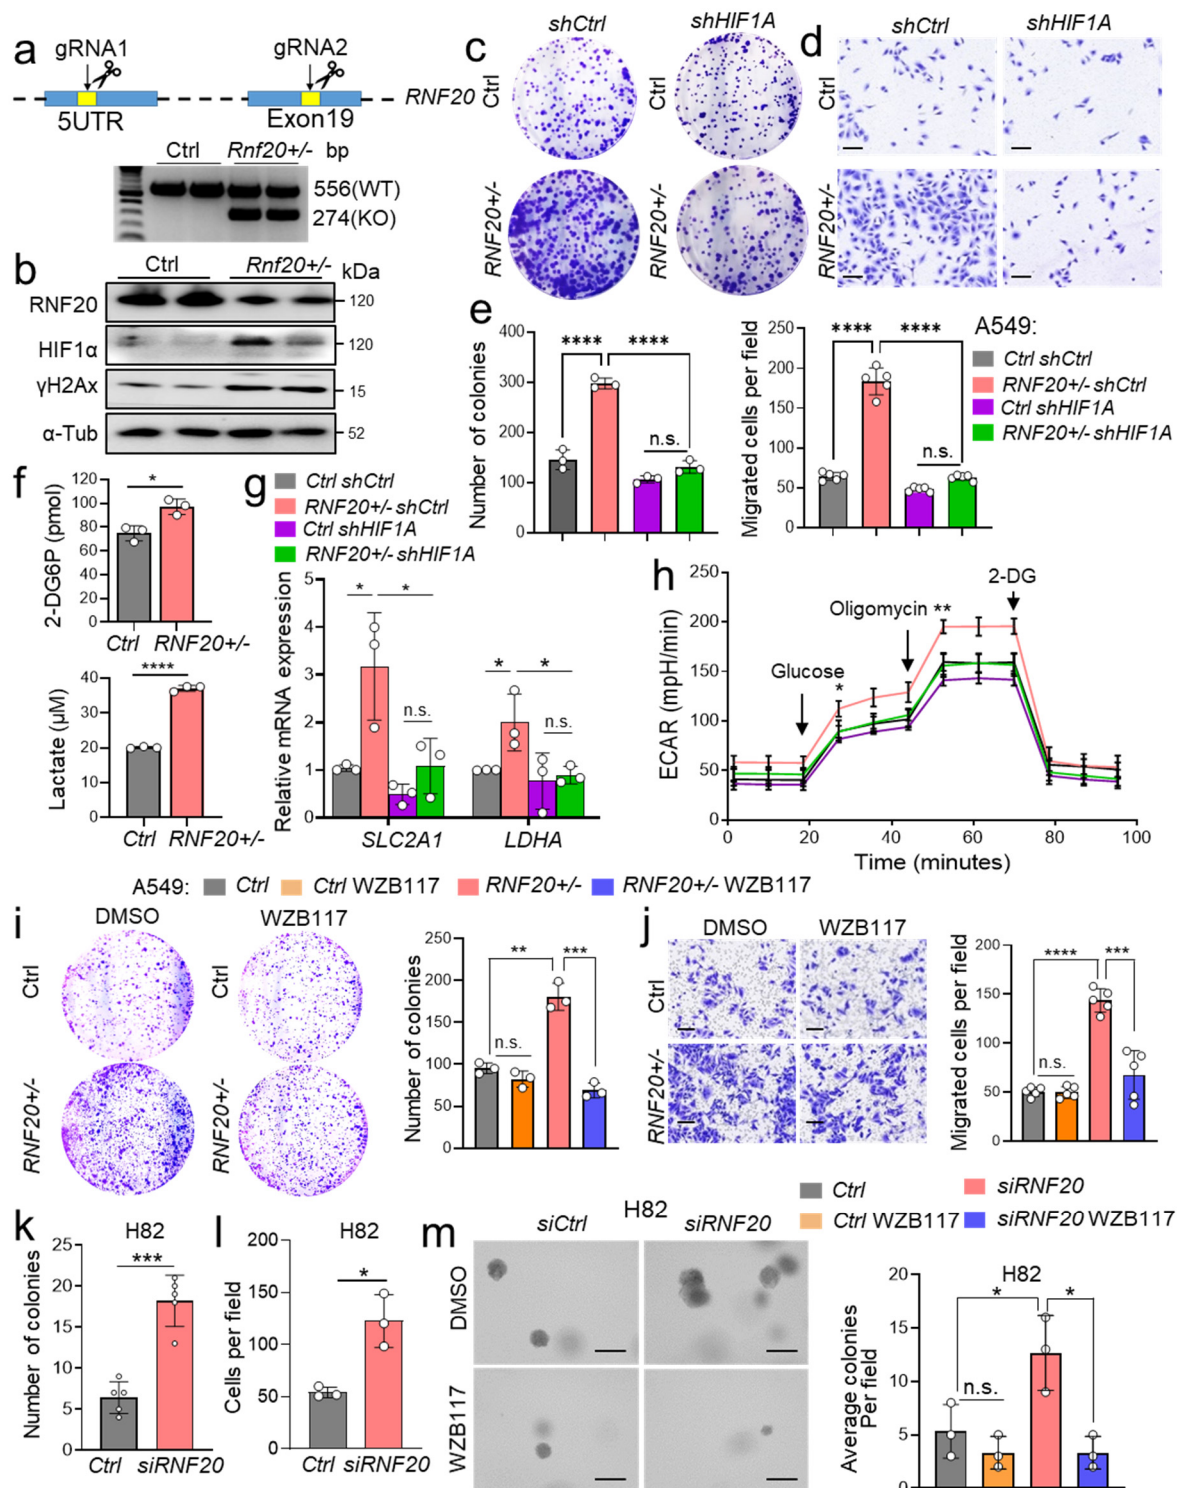 a
gRNA1
gRNA2
RNF20
5UTR
Exon19
Ctrl
Rnf20+/-
bp
556(WT)
274(KO)
b
Ctrl
Rnf20+/-
kDa
RNF20
120
HIF1α
120
γH2Ax
15
α-Tub
52
c
shCtrl
shHIF1A
Ctrl
Ctrl
RNF20+/-
RNF20+/-
d
shCtrl
shHIF1A
Ctrl
RNF20+/-
e
Number of colonies
400
300
200
100
0
****
****
n.s.
Migrated cells per field
250
200
150
100
50
0
****
****
n.s.
A549:
Ctrl shCtrl
RNF20+/- shCtrl
Ctrl shHIF1A
RNF20+/- shHIF1A
f
2-DG6P (pmol)
120
100
80
60
40
20
0
*
Ctrl
RNF20+/-
Lactate (µM)
40
30
20
10
0
****
Ctrl
RNF20+/-
g
Ctrl shCtrl
RNF20+/- shCtrl
Ctrl shHIF1A
RNF20+/- shHIF1A
Relative mRNA expression
5
4
3
2
1
0
*
*
n.s.
*
*
n.s.
SLC2A1
LDHA
h
ECAR (mpH/min)
250
200
150
100
50
0
Glucose
*
Oligomycin
**
2-DG
0
20
40
60
80
100
Time (minutes)
A549:
Ctrl
Ctrl WZB117
RNF20+/-
RNF20+/- WZB117
i
DMSO
WZB117
Ctrl
Ctrl
RNF20+/-
RNF20+/-
Number of colonies
250
200
150
100
50
0
**
***
n.s.
j
DMSO
WZB117
Ctrl
RNF20+/-
Migrated cells per field
200
150
100
50
0
****
***
n.s.
k
H82
Number of colonies
25
20
15
10
5
0
***
Ctrl
siRNF20
l
H82
Cells per field
200
150
100
50
0
*
Ctrl
siRNF20
m
H82
siCtrl
siRNF20
DMSO
WZB117
Ctrl
siRNF20
Ctrl WZB117
siRNF20 WZB117
H82
Average colonies
Per field
20
15
10
5
0
*
*
n.s.